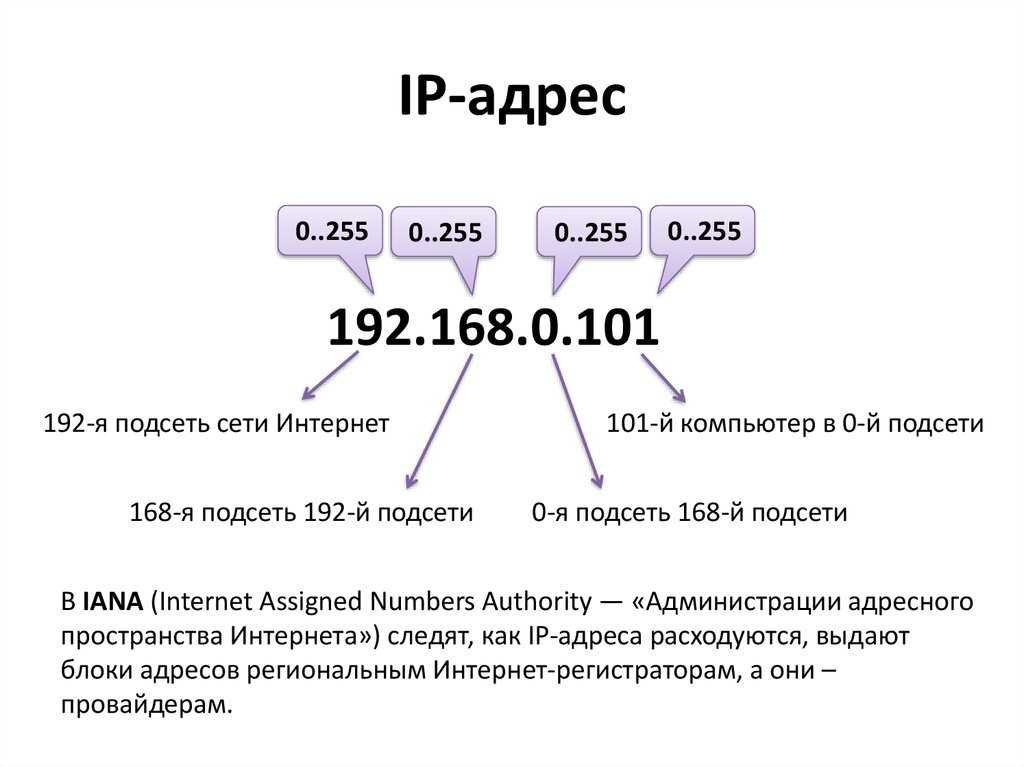 IP-адрес
0..255
0..255
0..255
0..255
192.168.0.101
192-я подсеть сети Интернет
101-й компьютер в 0-й подсети
168-я подсеть 192-й подсети
0-я подсеть 168-й подсети
В IANA (Internet Assigned Numbers Authority — «Администрации адресного
пространства Интернета») следят, как IP-адреса расходуются, выдают
блоки адресов региональным Интернет-регистраторам, а они –
провайдерам.